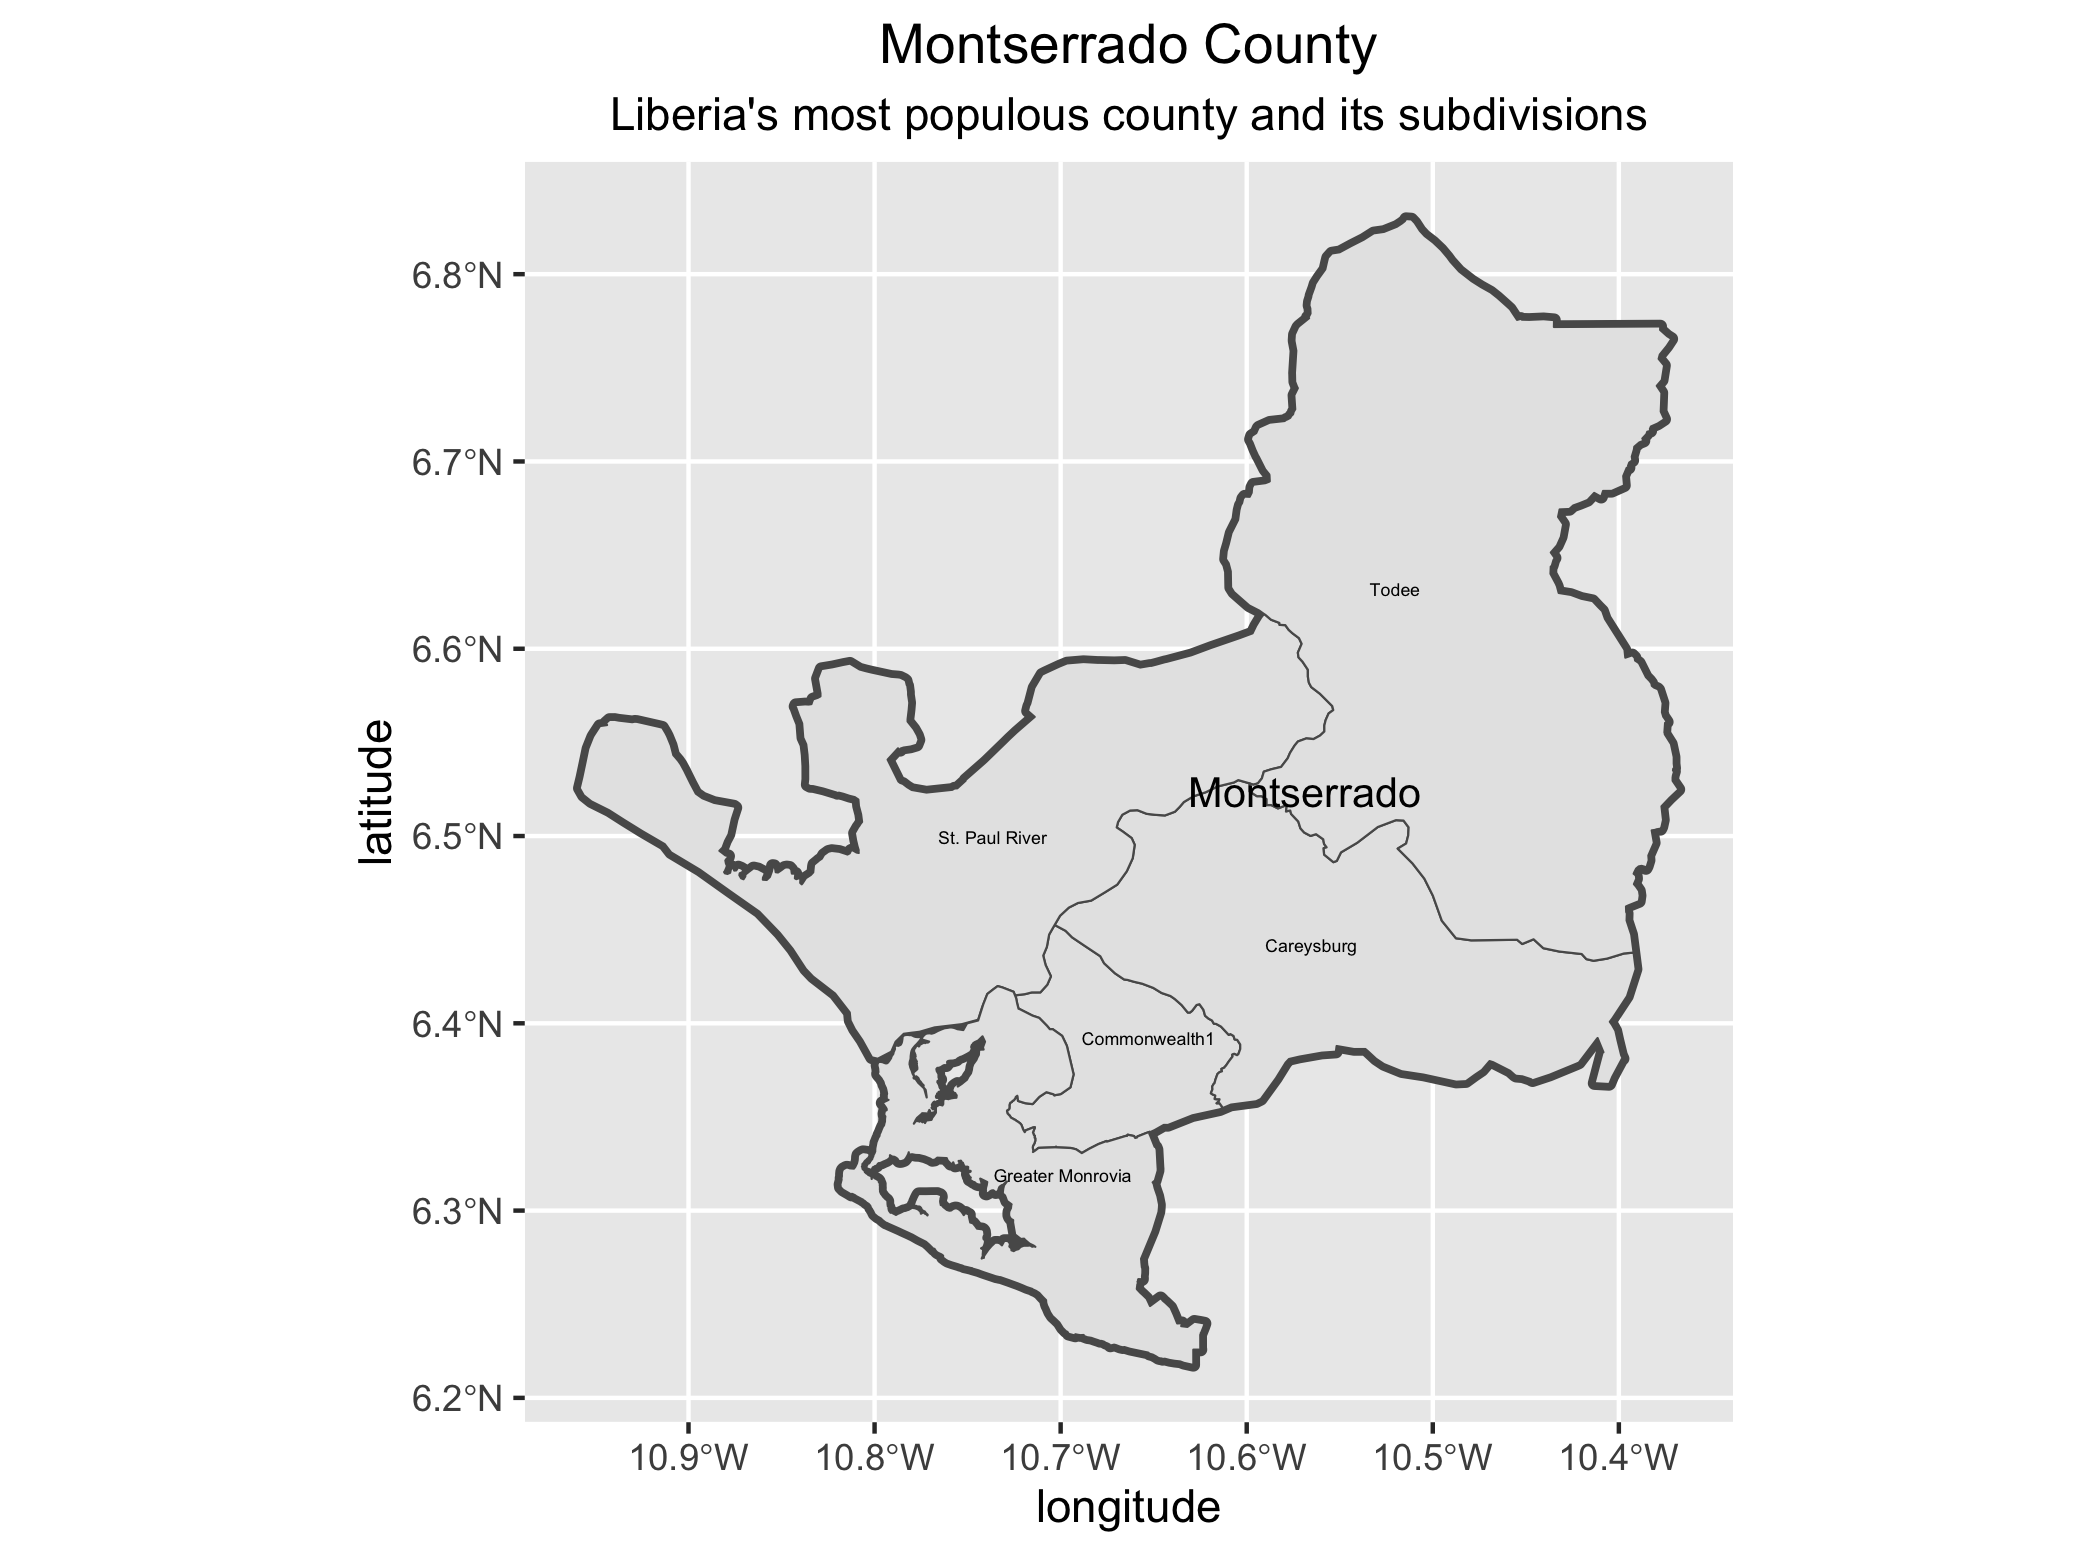 Montserrado County
Liberia's most populous county and its subdivisions
6.8°N
6.7°N
6.6°N
6.5°N
6.4°N
6.3°N
6.2°N
latitude
Todee
Montserrado
St. Paul River
Careysburg
Commonwealth1
Greater Monrovia
10.9°W 10.8°W 10.7°W 10.6°W 10.5°W 10.4°W
longitude